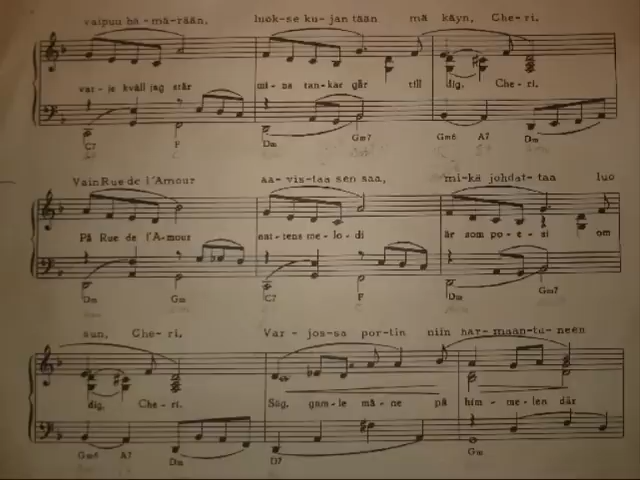 vaipuu hä-mä-rään, luok-se ku-jan tään mä käyn, Che-ri.
var-je kväll jag står mi-na tan-kar går till dig, Che-ri.
C7 F Dm Gm7 Gm6 A7 Dm
Vain Rue de l'Amour aa-vis-taa sen saa, mi-kä johdat-taa luo
På Rue de l'A-mour nat-tens me-lo-di är som po-e-si om
Dm Gm C7 F Dm Gm7
sun, Che-ri. Var-jos-sa por-tin niin har-maan-tu-neen
dig, Che-ri. Säg, gam-le må-ne på him-me-len där
Gm6 A7 Dm D7 Gm